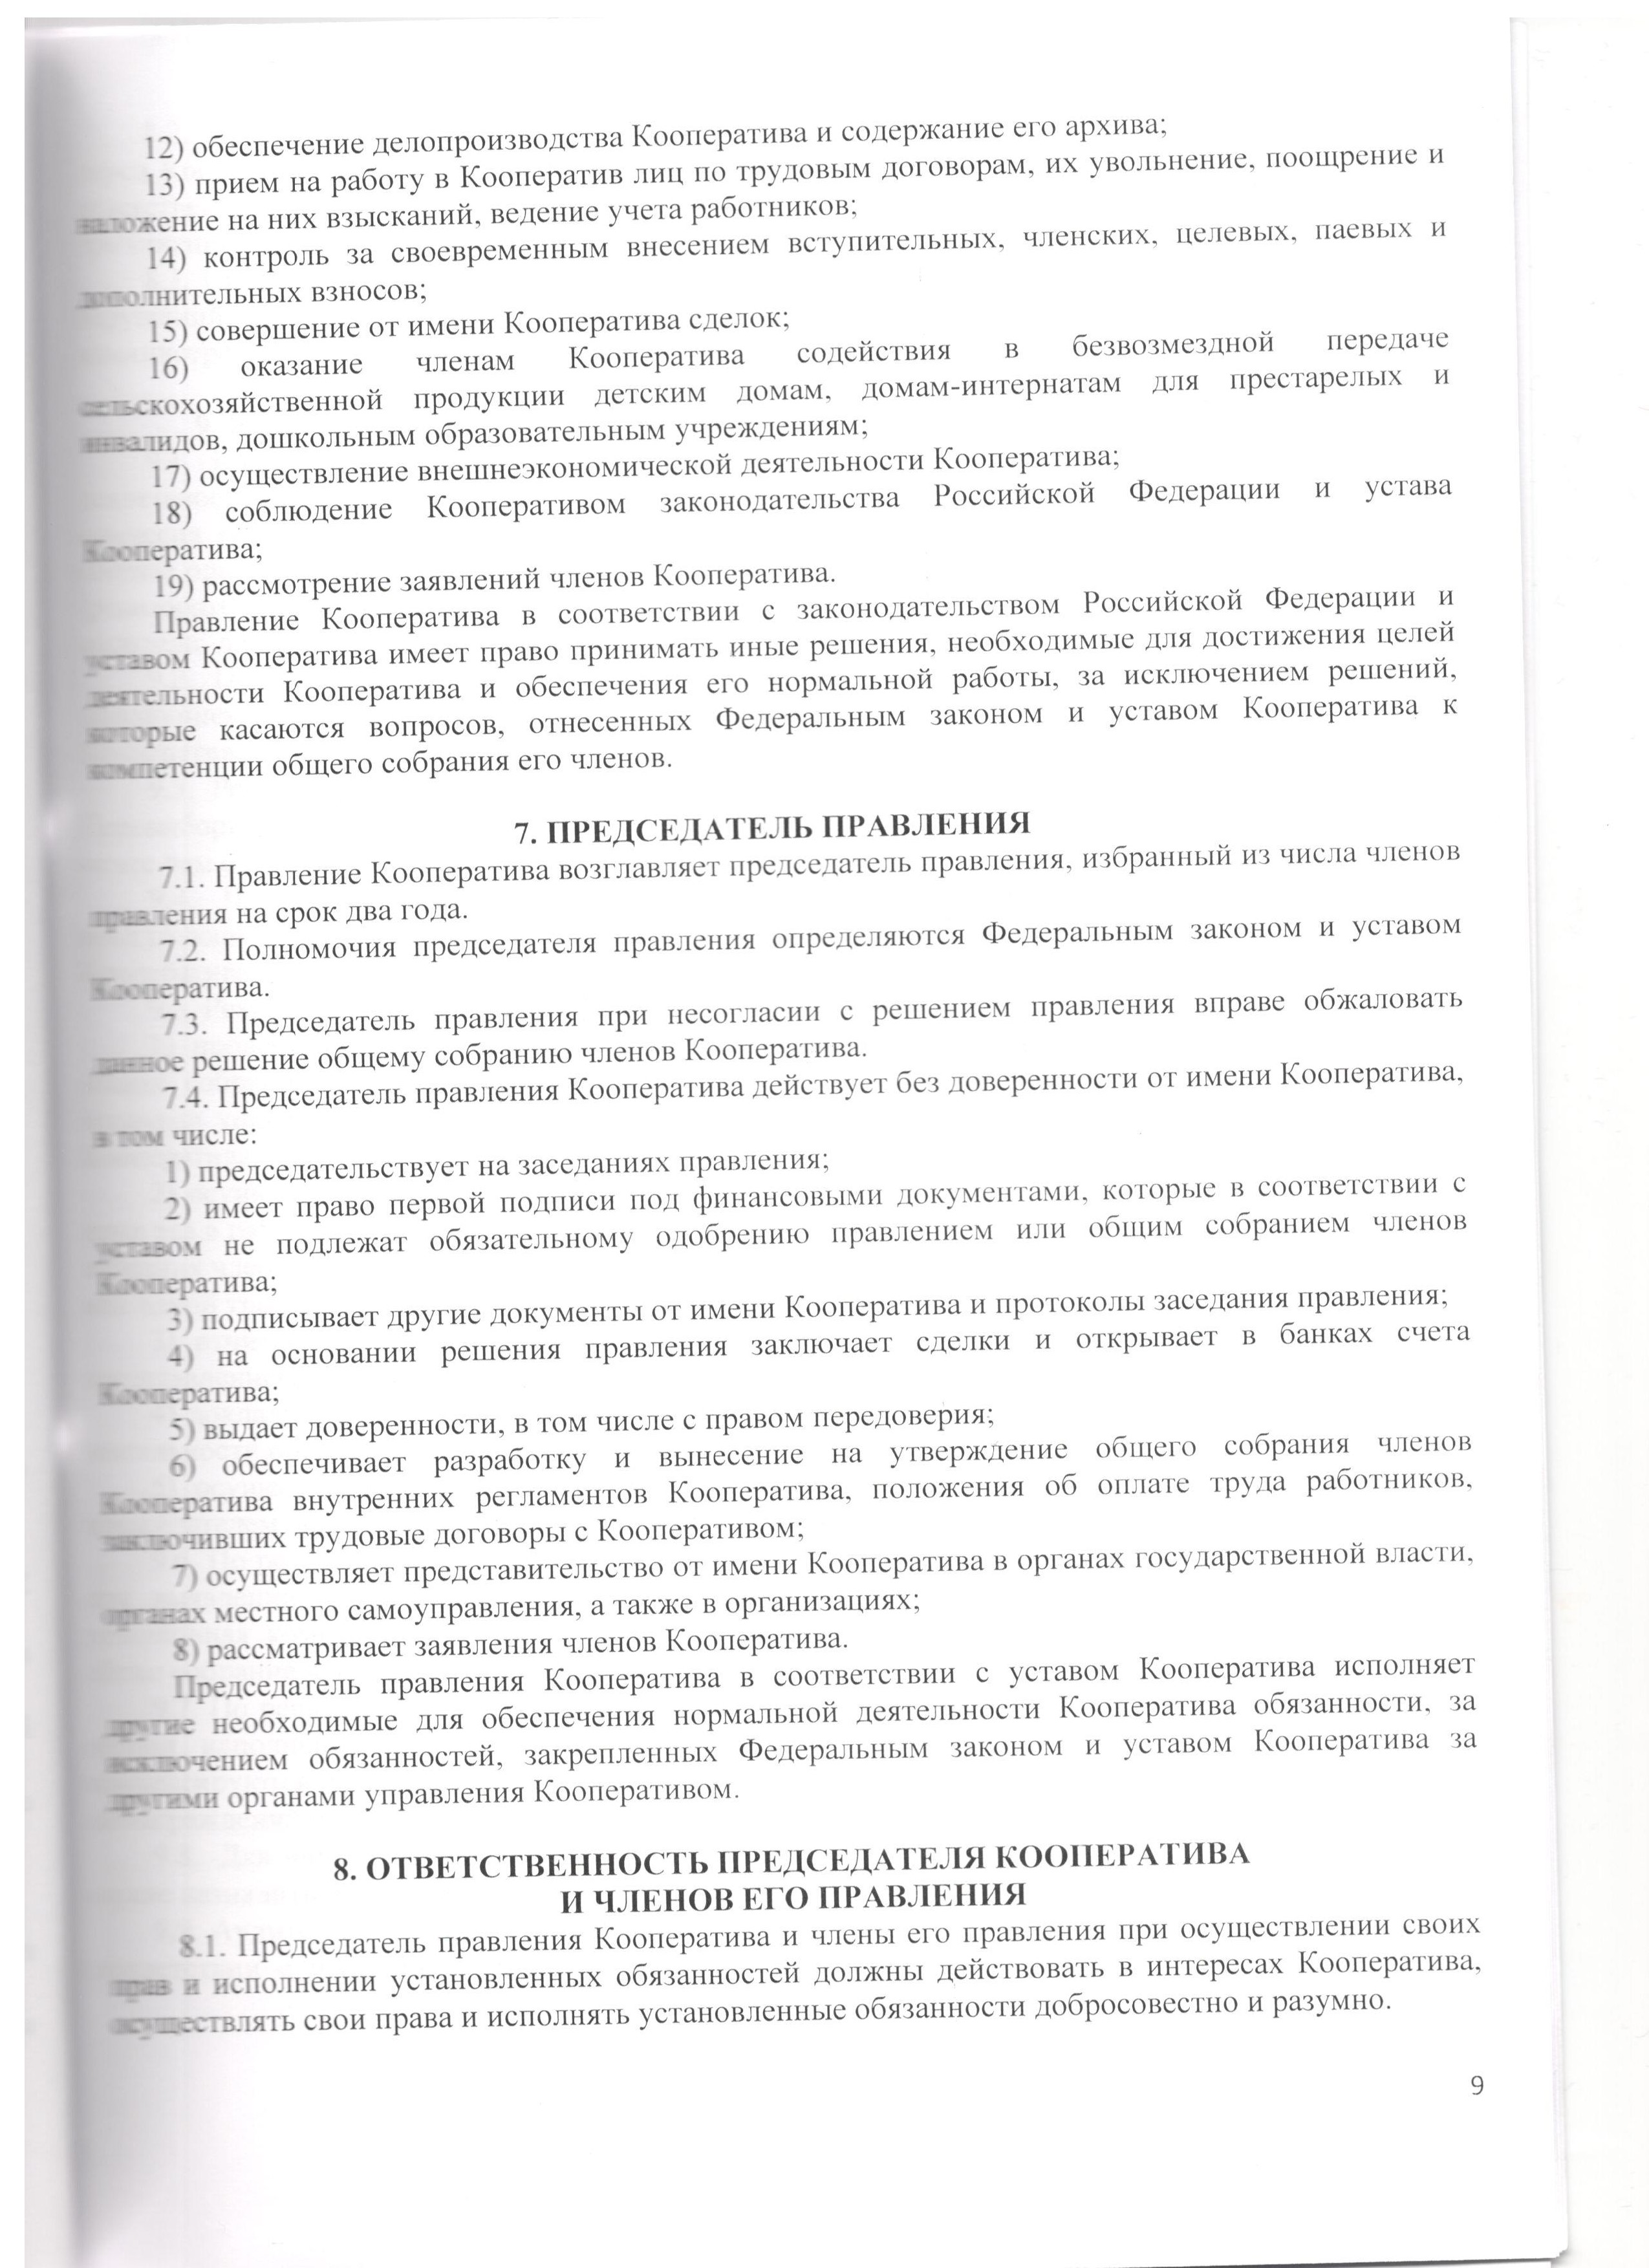 12) обеспечение делопроизводства Кооператива и содержание его архива;
13) прием на работу в Кооператив лиц по трудовым договорам, их увольнение, поощрение и
наложение на них взысканий, ведение учета работников;
14) контроль за своевременным внесением вступительных, членских, целевых, паевых и
дополнительных взносов;
15) совершение от имени Кооператива сделок;
16) оказание членам Кооператива содействия в безвозмездной передаче
сельскохозяйственной продукции детским домам, домам-интернатам для престарелых и
инвалидов, дошкольным образовательным учреждениям;
17) осуществление внешнеэкономической деятельности Кооператива;
18) соблюдение Кооперативом законодательства Российской Федерации и устава
Кооператива;
19) рассмотрение заявлений членов Кооператива.
Правление Кооператива в соответствии с законодательством Российской Федерации и
уставом Кооператива имеет право принимать иные решения, необходимые для достижения целей
деятельности Кооператива и обеспечения его нормальной работы, за исключением решений,
которые касаются вопросов, отнесенных Федеральным законом и уставом Кооператива к
компетенции общего собрания его членов.
7. ПРЕДСЕДАТЕЛЬ ПРАВЛЕНИЯ
7.1. Правление Кооператива возглавляет председатель правления, избранный из числа членов
правления на срок два года.
7.2. Полномочия председателя правления определяются Федеральным законом и уставом
Кооператива.
7.3. Председатель правления при несогласии с решением правления вправе обжаловать
данное решение общему собранию членов Кооператива.
7.4. Председатель правления Кооператива действует без доверенности от имени Кооператива,
в том числе:
1) председательствует на заседаниях правления;
2) имеет право первой подписи под финансовыми документами, которые в соответствии с
уставом не подлежат обязательному одобрению правлением или общим собранием членов
Кооператива;
3) подписывает другие документы от имени Кооператива и протоколы заседания правления;
4) на основании решения правления заключает сделки и открывает в банках счета
Кооператива;
5) выдает доверенности, в том числе с правом передоверия;
6) обеспечивает разработку и вынесение на утверждение общего собрания членов
Кооператива внутренних регламентов Кооператива, положения об оплате труда работников,
заключивших трудовые договоры с Кооперативом;
7) осуществляет представительство от имени Кооператива в органах государственной власти,
органах местного самоуправления, а также в организациях;
8) рассматривает заявления членов Кооператива.
Председатель правления Кооператива в соответствии с уставом Кооператива исполняет
другие необходимые для обеспечения нормальной деятельности Кооператива обязанности, за
исключением обязанностей, закрепленных Федеральным законом и уставом Кооператива за
другими органами управления Кооперативом.
8. ОТВЕТСТВЕННОСТЬ ПРЕДСЕДАТЕЛЯ КООПЕРАТИВА
И ЧЛЕНОВ ЕГО ПРАВЛЕНИЯ
8.1. Председатель правления Кооператива и члены его правления при осуществлении своих
прав и исполнении установленных обязанностей должны действовать в интересах Кооператива,
осуществлять свои права и исполнять установленные обязанности добросовестно и разумно.
9